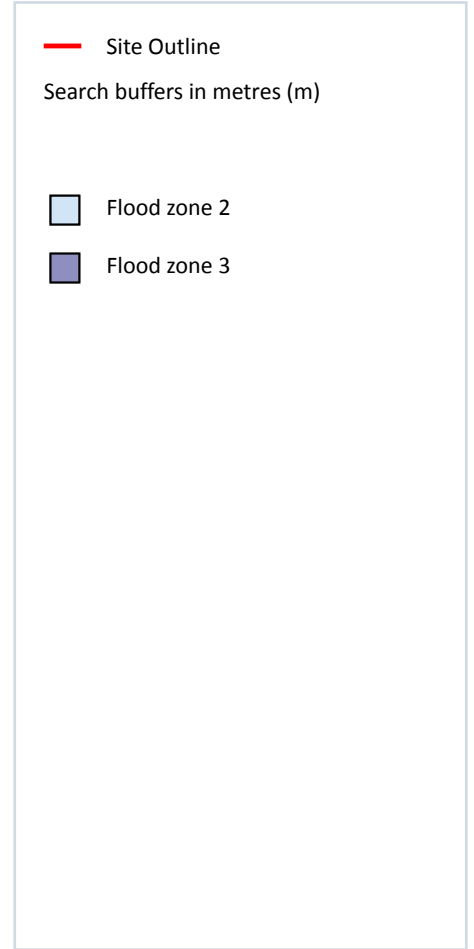 Site Outline
Search buffers in metres (m)
Flood zone 2
Flood zone 3